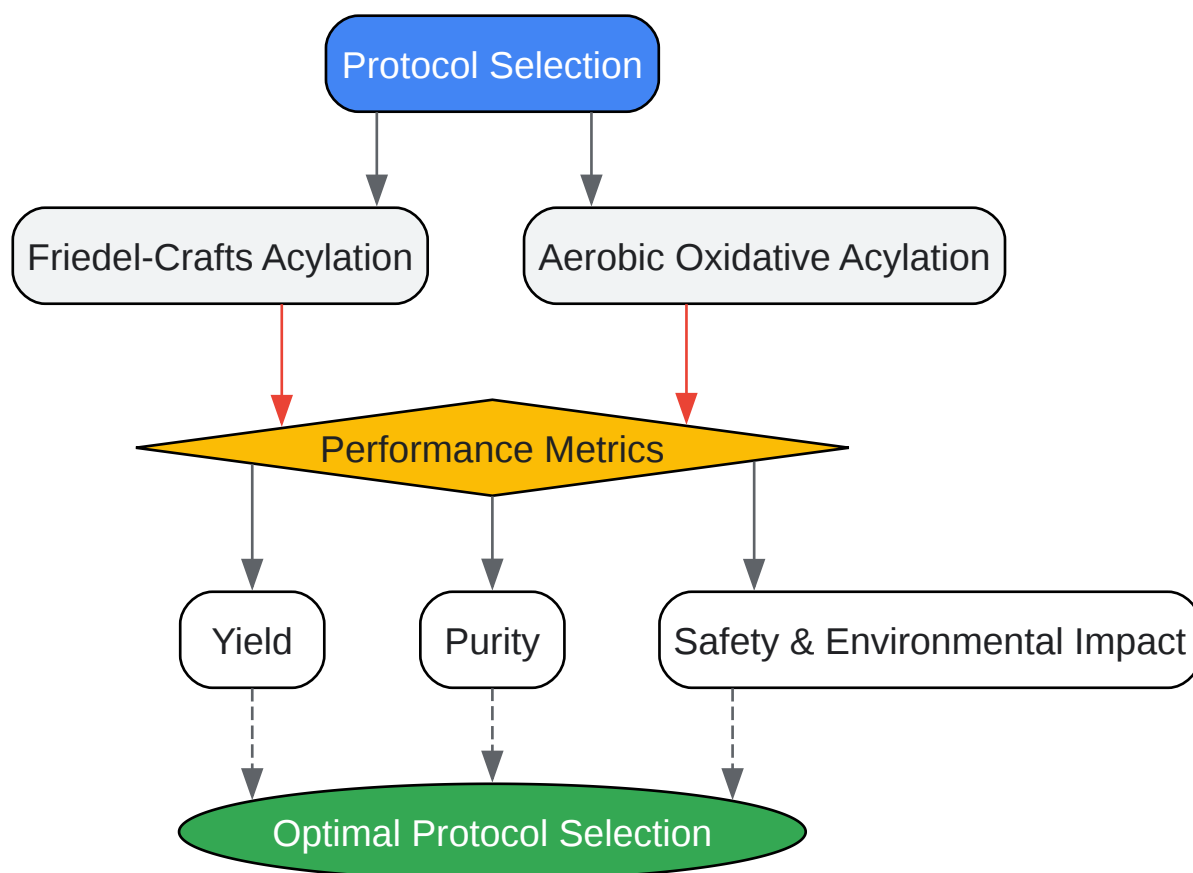 Protocol Selection
Friedel-Crafts Acylation
Aerobic Oxidative Acylation
Performance Metrics
Yield
Purity
Safety & Environmental Impact
Optimal Protocol Selection